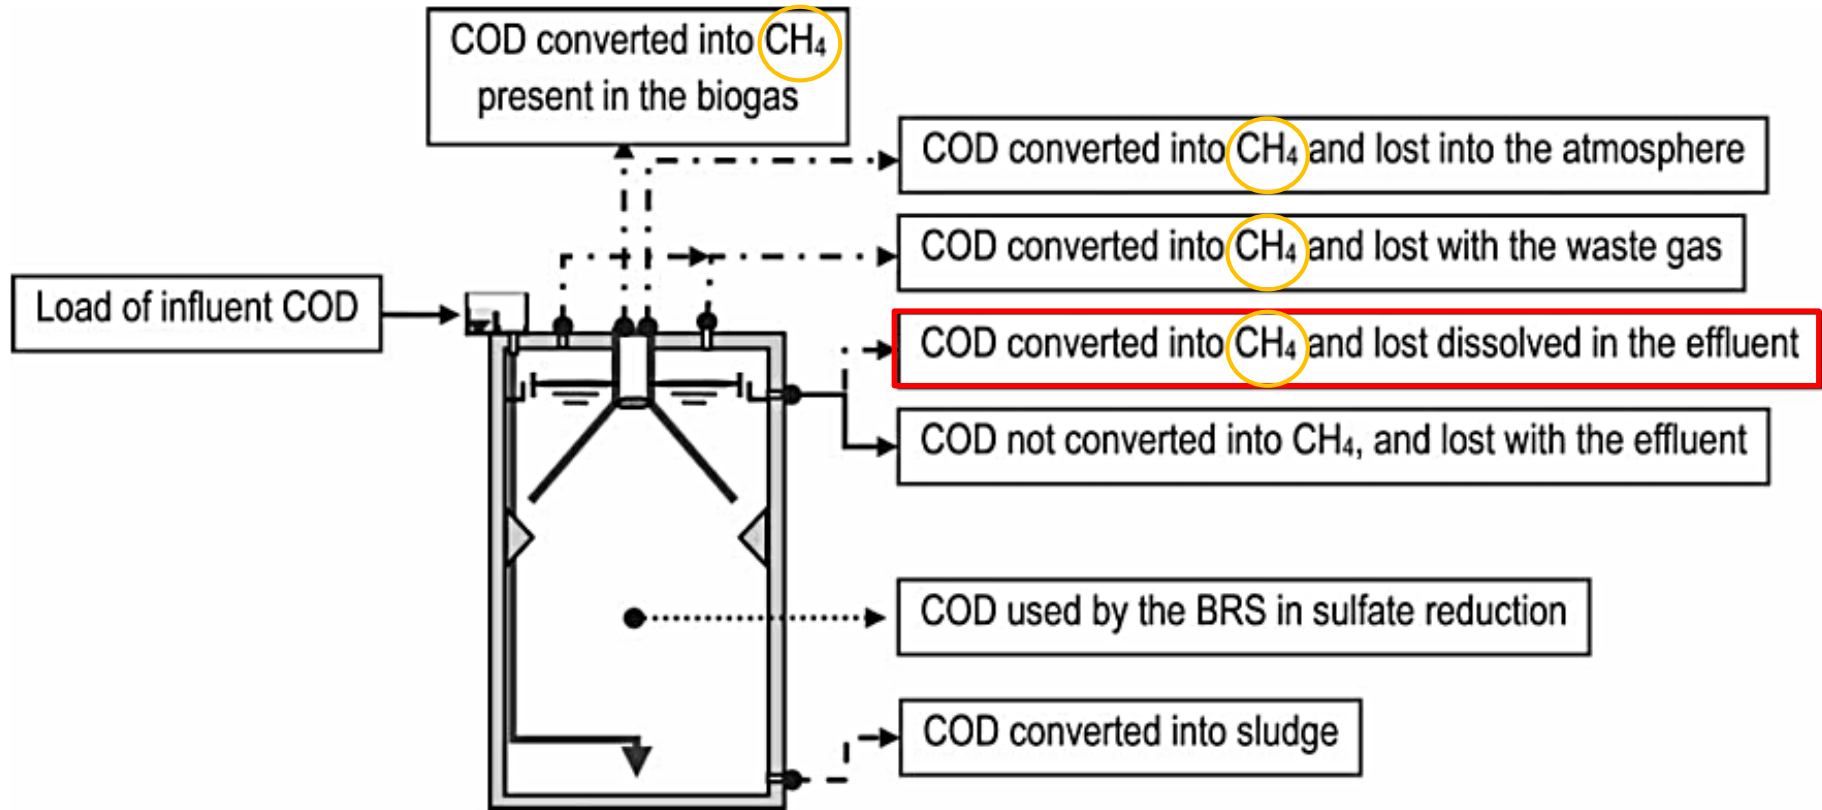 COD converted into CH₄
present in the biogas
COD converted into CH₄ and lost into the atmosphere
COD converted into CH₄ and lost with the waste gas
Load of influent COD
COD converted into CH₄ and lost dissolved in the effluent
COD not converted into CH₄, and lost with the effluent
COD used by the BRS in sulfate reduction
COD converted into sludge